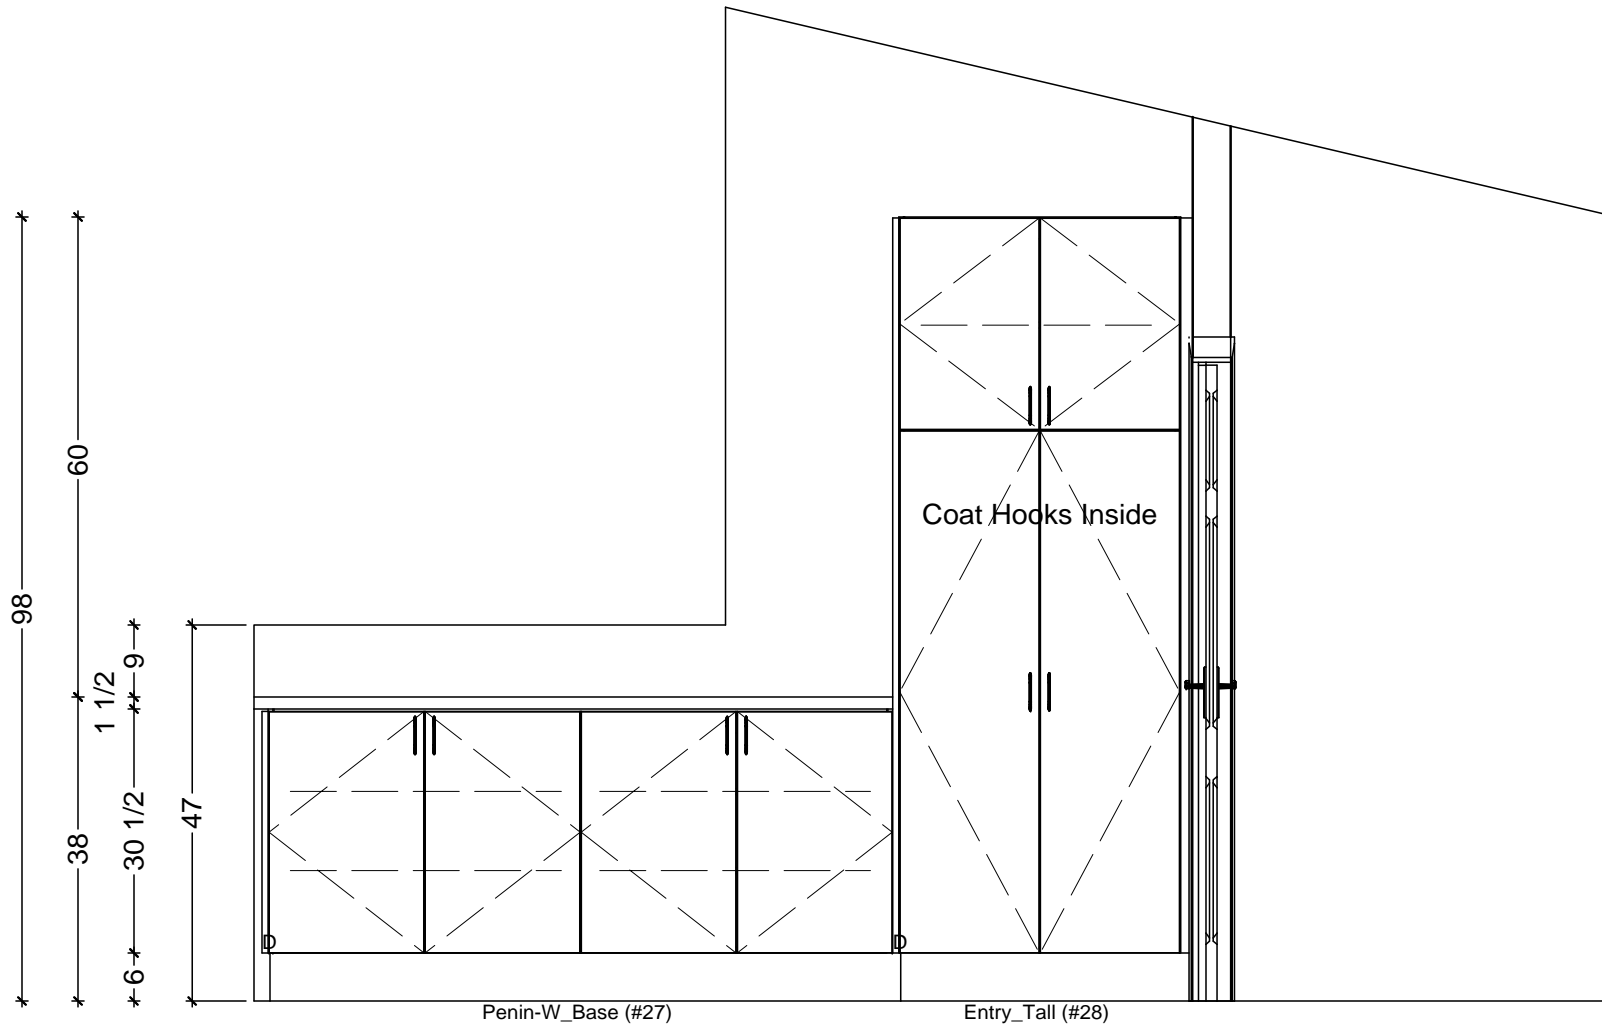 98
60
38
9
1 1/2
30 1/2
6
47
Coat Hooks Inside
D
D
Penin-W_Base (#27)
Entry_Tall (#28)